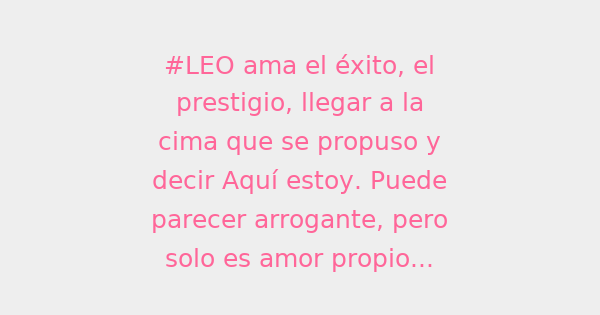 #LEO ama el éxito, el
prestigio, llegar a la
cima que se propuso y
decir Aquí estoy. Puede
parecer arrogante, pero
solo es amor propio...